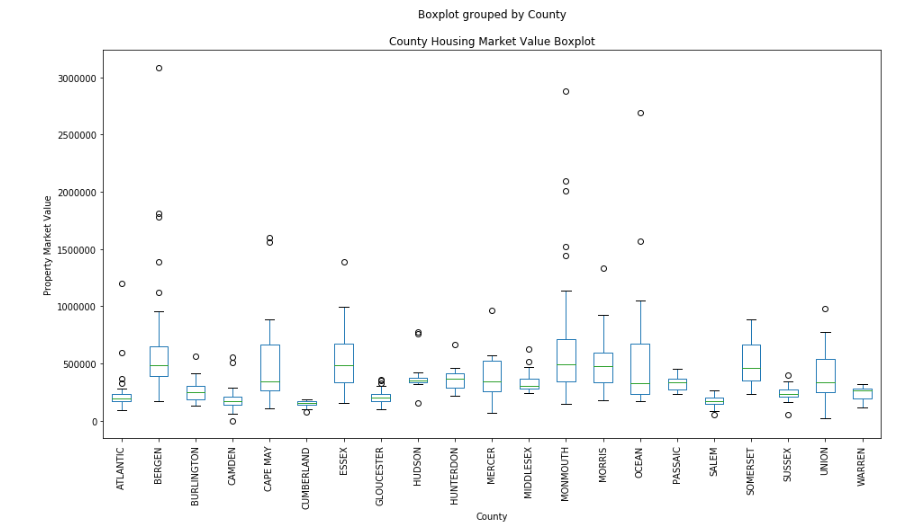 Boxplot grouped by County
County Housing Market Value Boxplot
3000000
2500000
2000000
1500000
1000000
500000
0
Property Market Value
ATLANTIC
BERGEN
BURLINGTON
CAMDEN
CAPE MAY
CUMBERLAND
ESSEX
GLOUCESTER
HUDSON
HUNTERDON
MERCER
MIDDLESEX
MONMOUTH
MORRIS
OCEAN
PASSAIC
SALEM
SOMERSET
SUSSEX
UNION
WARREN
County